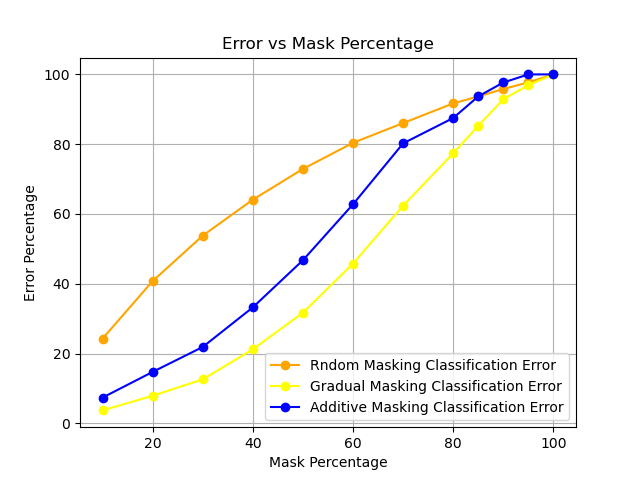 Error vs Mask Percentage
100
80
60
40
20
0
Error Percentage
Rndom Masking Classification Error
Gradual Masking Classification Error
Additive Masking Classification Error
20 40 60 80 100
Mask Percentage